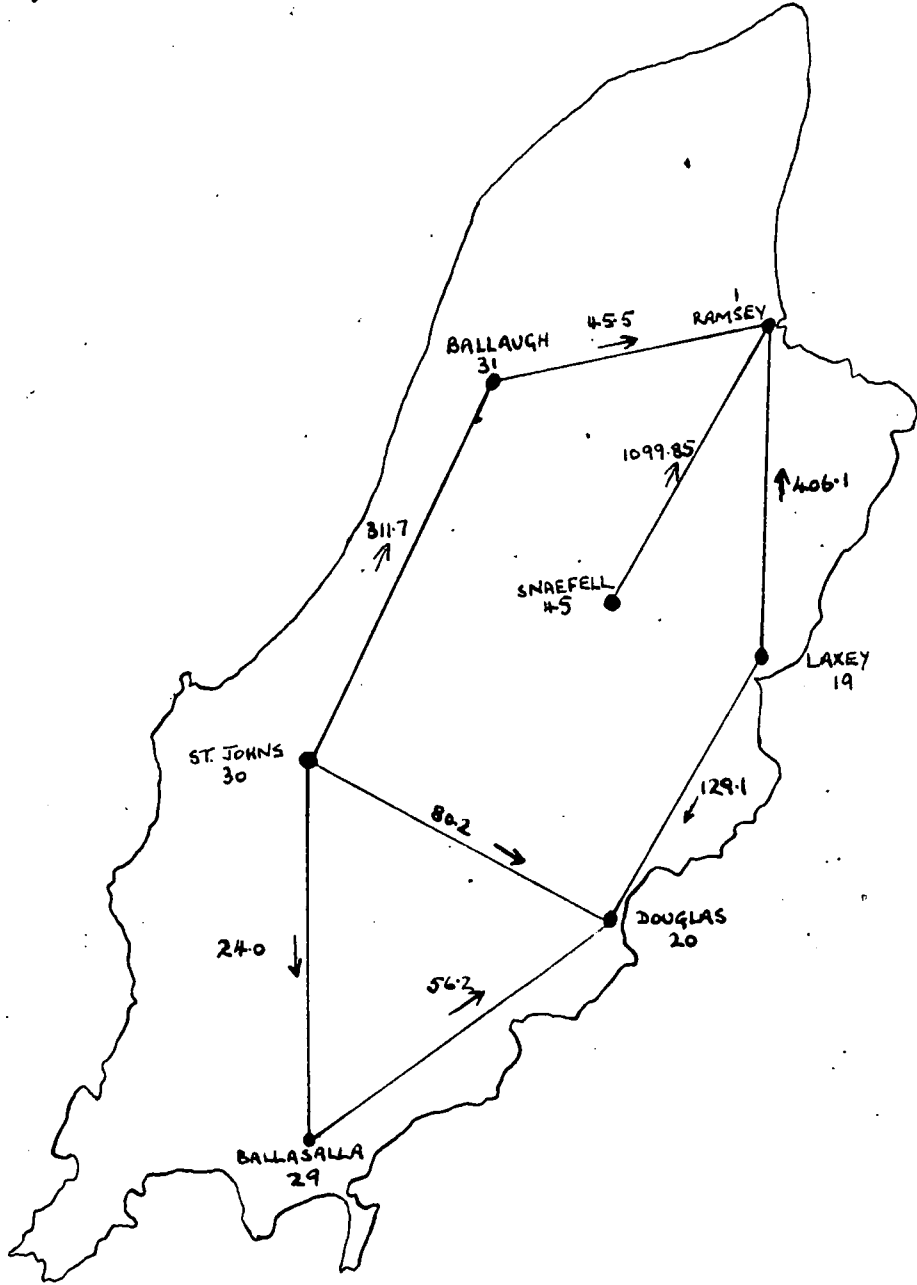 1
RAMSEY
45.5
BALLAUGH
31
1099.85
406.1
311.7
SNAEFELL
45
LAXEY
19
ST. JOHNS
30
129.1
80.2
DOUGLAS
20
24.0
56.2
BALLASALLA
29